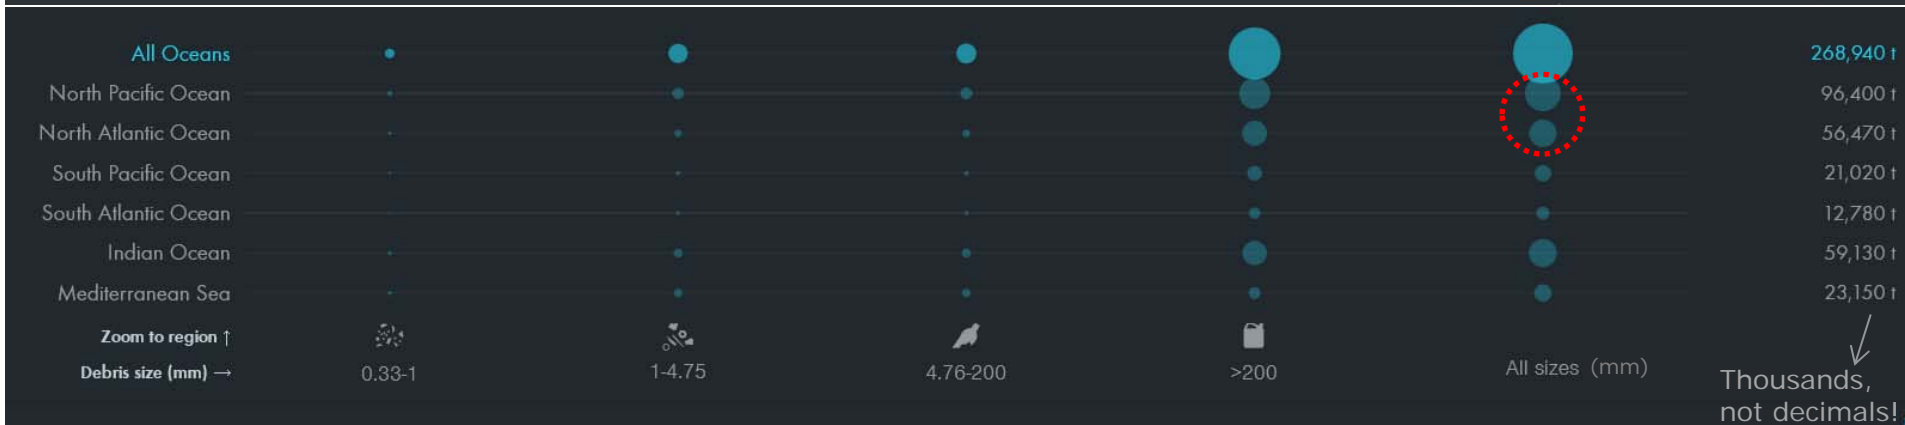 All Oceans 268,940 t
North Pacific Ocean 96,400 t
North Atlantic Ocean 56,470 t
South Pacific Ocean 21,020 t
South Atlantic Ocean 12,780 t
Indian Ocean 59,130 t
Mediterranean Sea 23,150 t
Zoom to region ↑
Debris size (mm) → 0.33-1 1-4.75 4.76-200 >200 All sizes (mm)
Thousands,
not decimals!